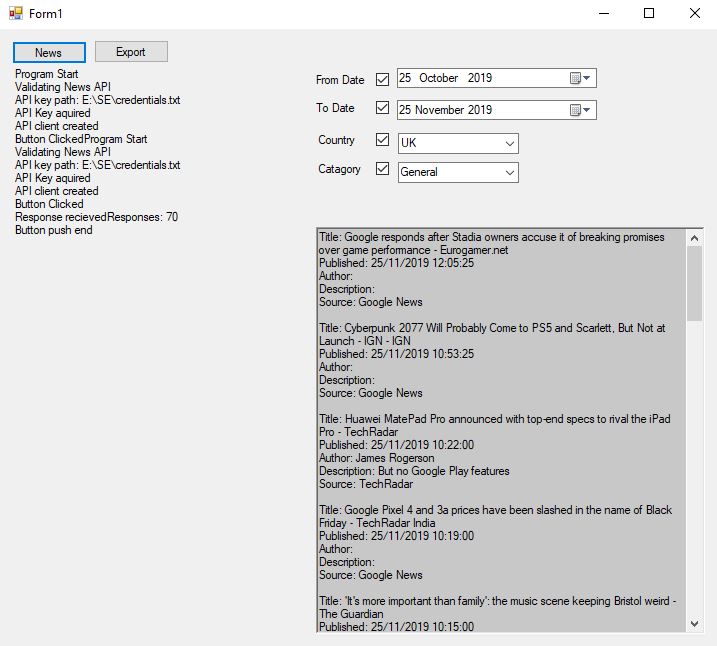 Form1
News
Export
Program Start
Validating News API
API key path: E:\SE\credentials.txt
API Key aquired
API client created
Button ClickedProgram Start
Validating News API
API key path: E:\SE\credentials.txt
API Key aquired
API client created
Button Clicked
Response recievedResponses: 70
Button push end
From Date
25 October 2019
To Date
25 November 2019
Country
UK
Catagory
General
Title: Google responds after Stadia owners accuse it of breaking promises
over game performance - Eurogamer.net
Published: 25/11/2019 12:05:25
Author:
Description:
Source: Google News
Title: Cyberpunk 2077 Will Probably Come to PS5 and Scarlett, But Not at
Launch - IGN - IGN
Published: 25/11/2019 10:53:25
Author:
Description:
Source: Google News
Title: Huawei MatePad Pro announced with top-end specs to rival the iPad
Pro - TechRadar
Published: 25/11/2019 10:22:00
Author: James Rogerson
Description: But no Google Play features
Source: TechRadar
Title: Google Pixel 4 and 3a prices have been slashed in the name of Black
Friday - TechRadar India
Published: 25/11/2019 10:19:00
Author:
Description:
Source: Google News
Title: 'It's more important than family': the music scene keeping Bristol weird -
The Guardian
Published: 25/11/2019 10:15:00